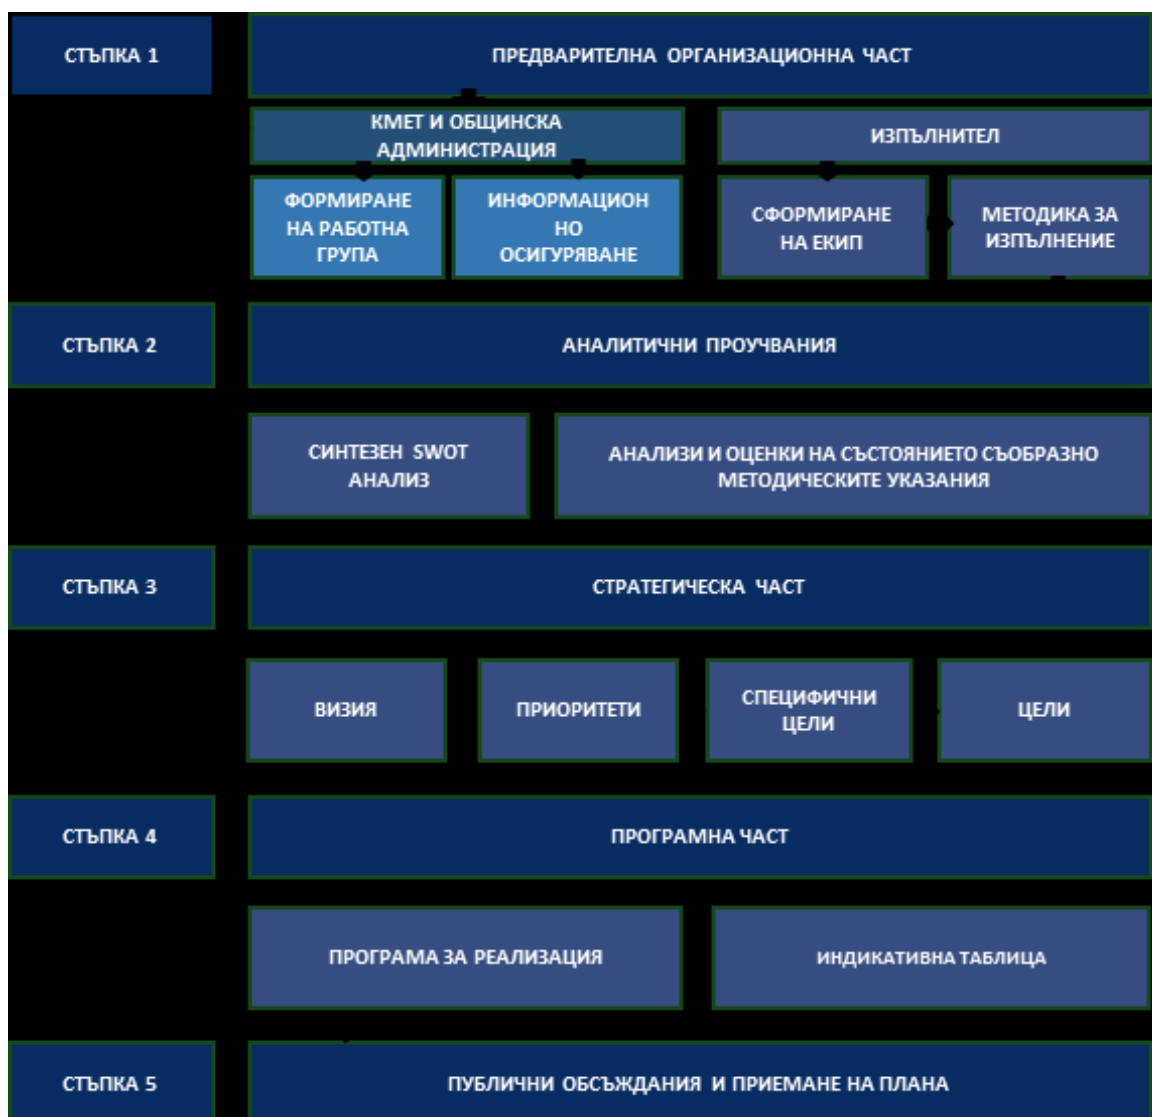 СТЪПКА 1
ПРЕДВАРИТЕЛНА ОРГАНИЗАЦИОННА ЧАСТ
КМЕТ И ОБЩИНСКА
АДМИНИСТРАЦИЯ
ИЗПЪЛНИТЕЛ
ФОРМИРАНЕ
НА РАБОТНА
ГРУПА
ИНФОРМАЦИОН
НО
ОСИГУРЯВАНЕ
СФОРМИРАНЕ
НА ЕКИП
МЕТОДИКА ЗА
ИЗПЪЛНЕНИЕ
СТЪПКА 2
АНАЛИТИЧНИ ПРОУЧВАНИЯ
СИНТЕЗЕН SWOT
АНАЛИЗ
АНАЛИЗИ И ОЦЕНКИ НА СЪСТОЯНИЕТО СЪОБРАЗНО
МЕТОДИЧЕСКИТЕ УКАЗАНИЯ
СТЪПКА 3
СТРАТЕГИЧЕСКА ЧАСТ
ВИЗИЯ
ПРИОРИТЕТИ
СПЕЦИФИЧНИ
ЦЕЛИ
ЦЕЛИ
СТЪПКА 4
ПРОГРАМНА ЧАСТ
ПРОГРАМА ЗА РЕАЛИЗАЦИЯ
ИНДИКАТИВНА ТАБЛИЦА
СТЪПКА 5
ПУБЛИЧНИ ОБСЪЖДАНИЯ И ПРИЕМАНЕ НА ПЛАНА